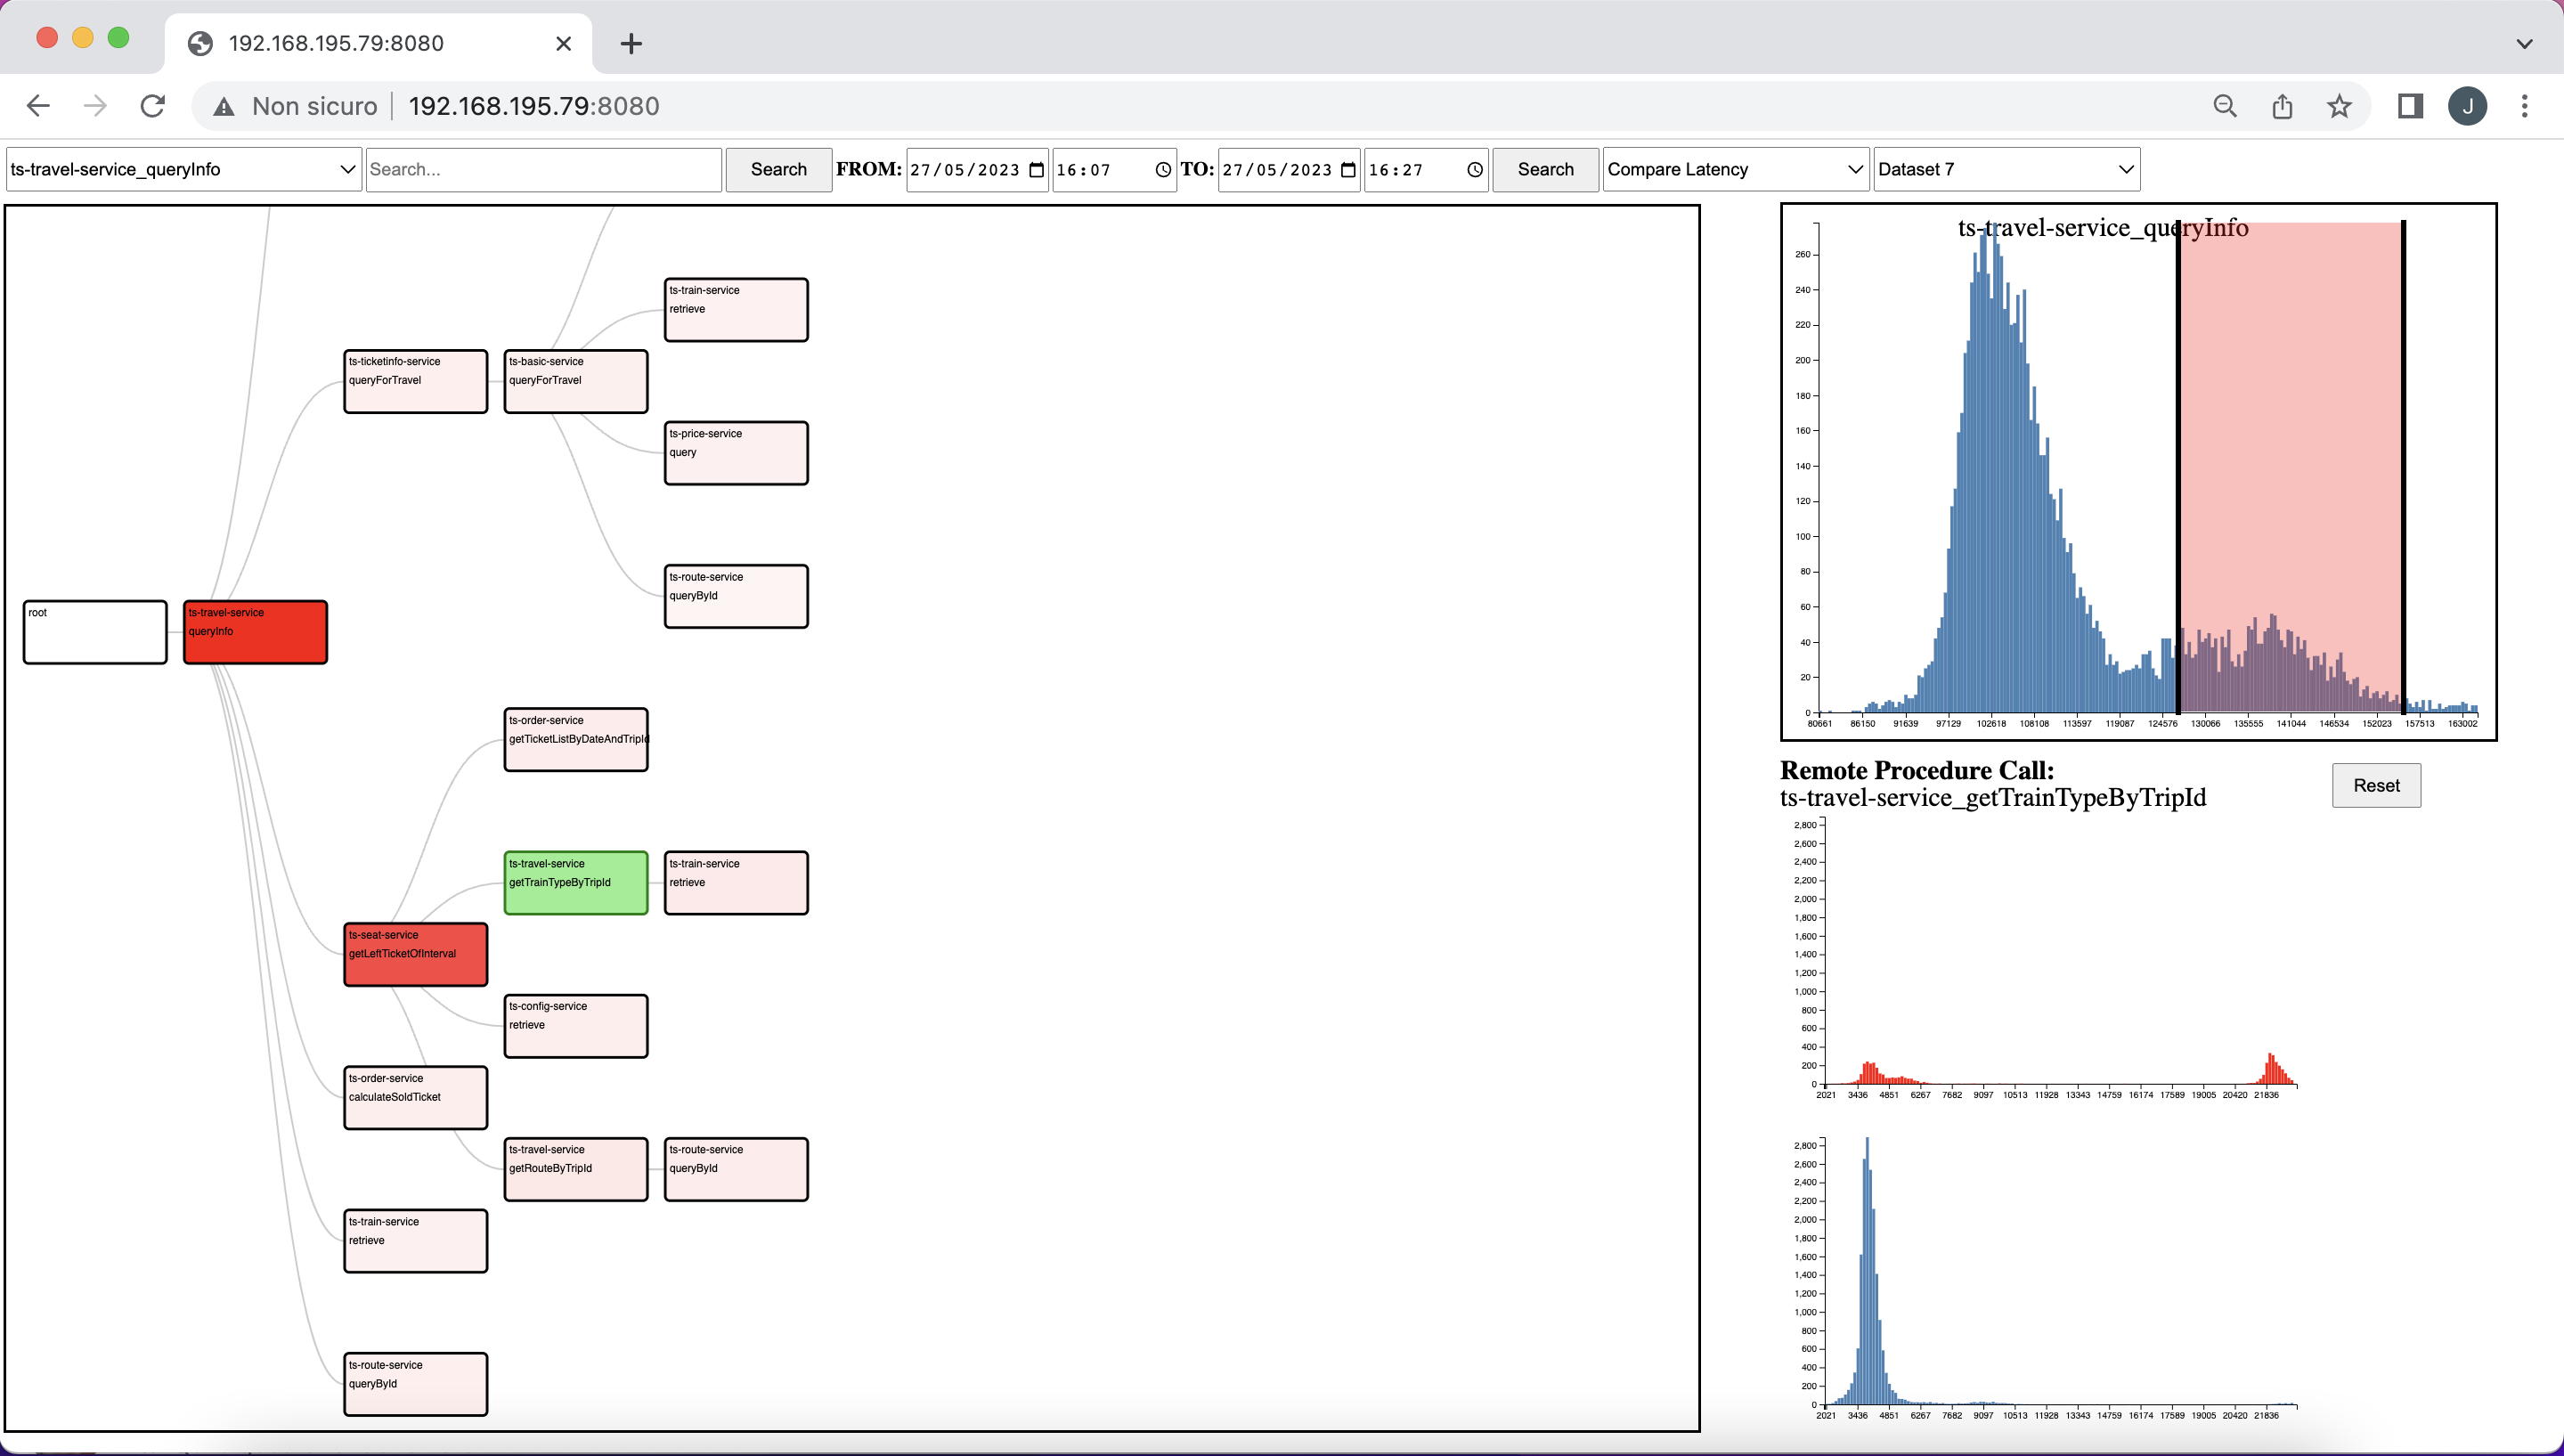 192.168.195.79:8080
Non sicuro 192.168.195.79:8080 J
ts-travel-service_queryInfo Search... Search FROM: 27/05/2023 16:07 TO: 27/05/2023 16:27 Search Compare Latency Dataset 7
ts-train-service
retrieve
ts-ticketinfo-service
queryForTravel
ts-basic-service
queryForTravel
ts-price-service
query
ts-route-service
queryById
root
ts-travel-service
queryInfo
ts-order-service
getTicketListByDateAndTripId
ts-travel-service
getTrainTypeByTripId
ts-train-service
retrieve
ts-seat-service
getLeftTicketOfInterval
ts-config-service
retrieve
ts-order-service
calculateSoldTicket
ts-travel-service
getRouteByTripId
ts-route-service
queryById
ts-train-service
retrieve
ts-route-service
queryById
ts-travel-service_queryInfo
260
240
220
200
180
160
140
120
100
80
60
40
20
0
80661 86150 91639 97129 102618 108108 113597 119087 124576 130066 135555 141044 146534 152023 157513 163002
Remote Procedure Call:
ts-travel-service_getTrainTypeByTripId
Reset
2,800
2,600
2,400
2,200
2,000
1,800
1,600
1,400
1,200
1,000
800
600
400
200
0
2021 3436 4851 6267 7682 9097 10513 11928 13343 14759 16174 17589 19005 20420 21836
2,800
2,600
2,400
2,200
2,000
1,800
1,600
1,400
1,200
1,000
800
600
400
200
0
2021 3436 4851 6267 7682 9097 10513 11928 13343 14759 16174 17589 19005 20420 21836